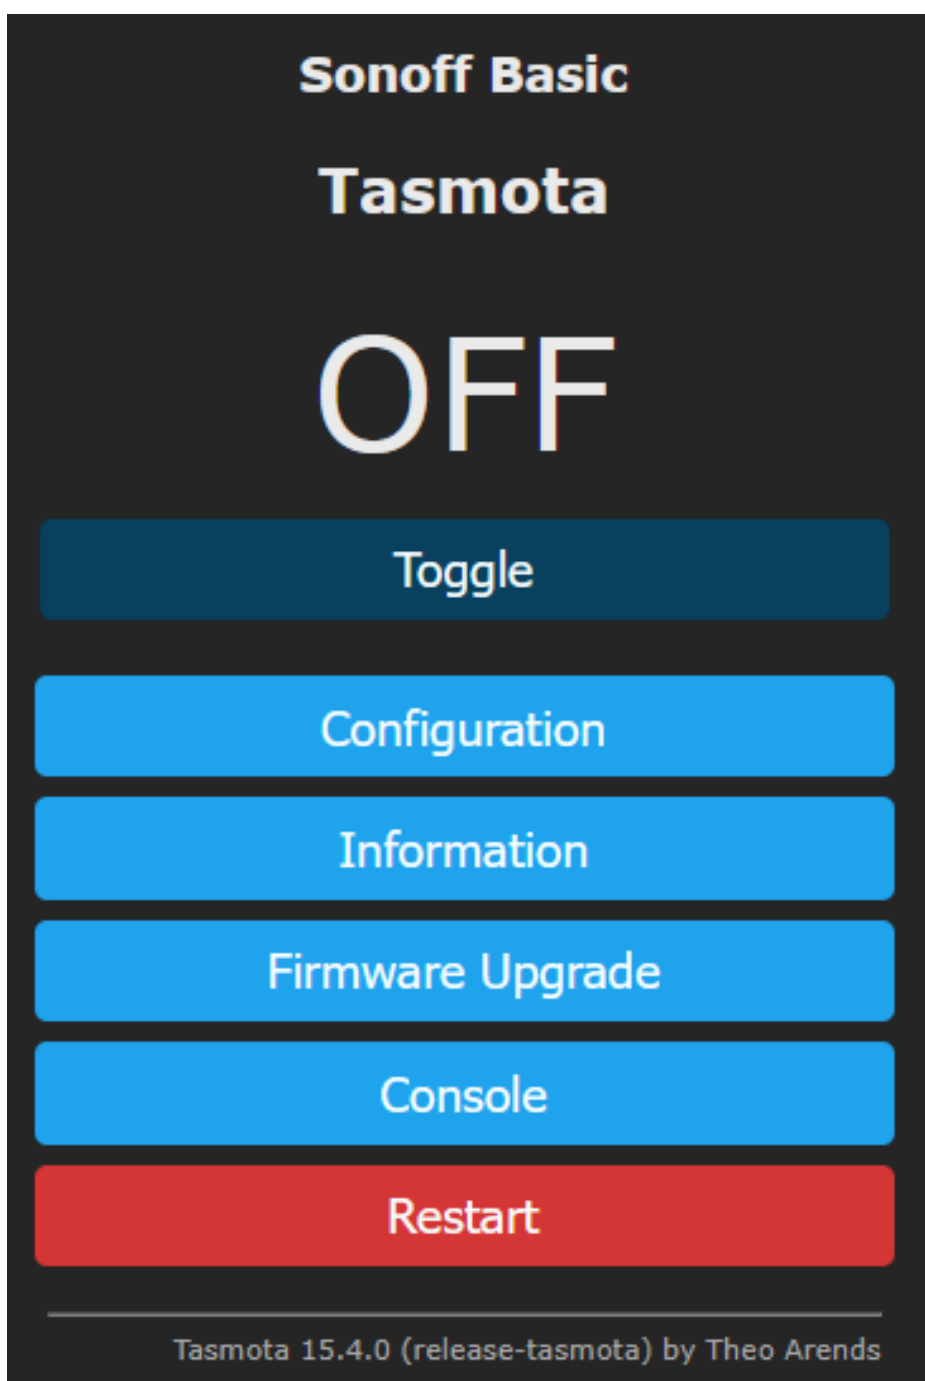 Sonoff Basic
Tasmota
OFF
Toggle
Configuration
Information
Firmware Upgrade
Console
Restart
Tasmota 15.4.0 (release-tasmota) by Theo Arends